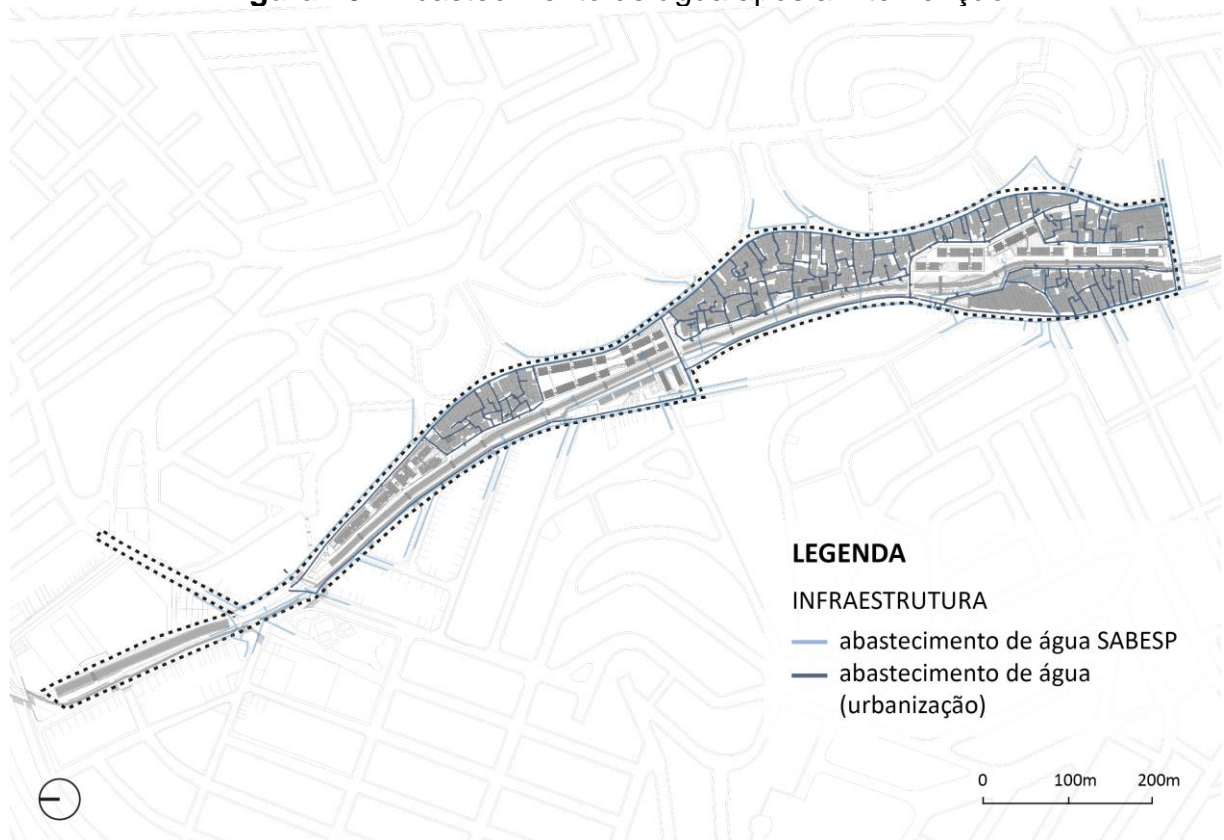 LEGENDA
INFRAESTRUTURA
abastecimento de água SABESP
abastecimento de água
(urbanização)
0 100m 200m